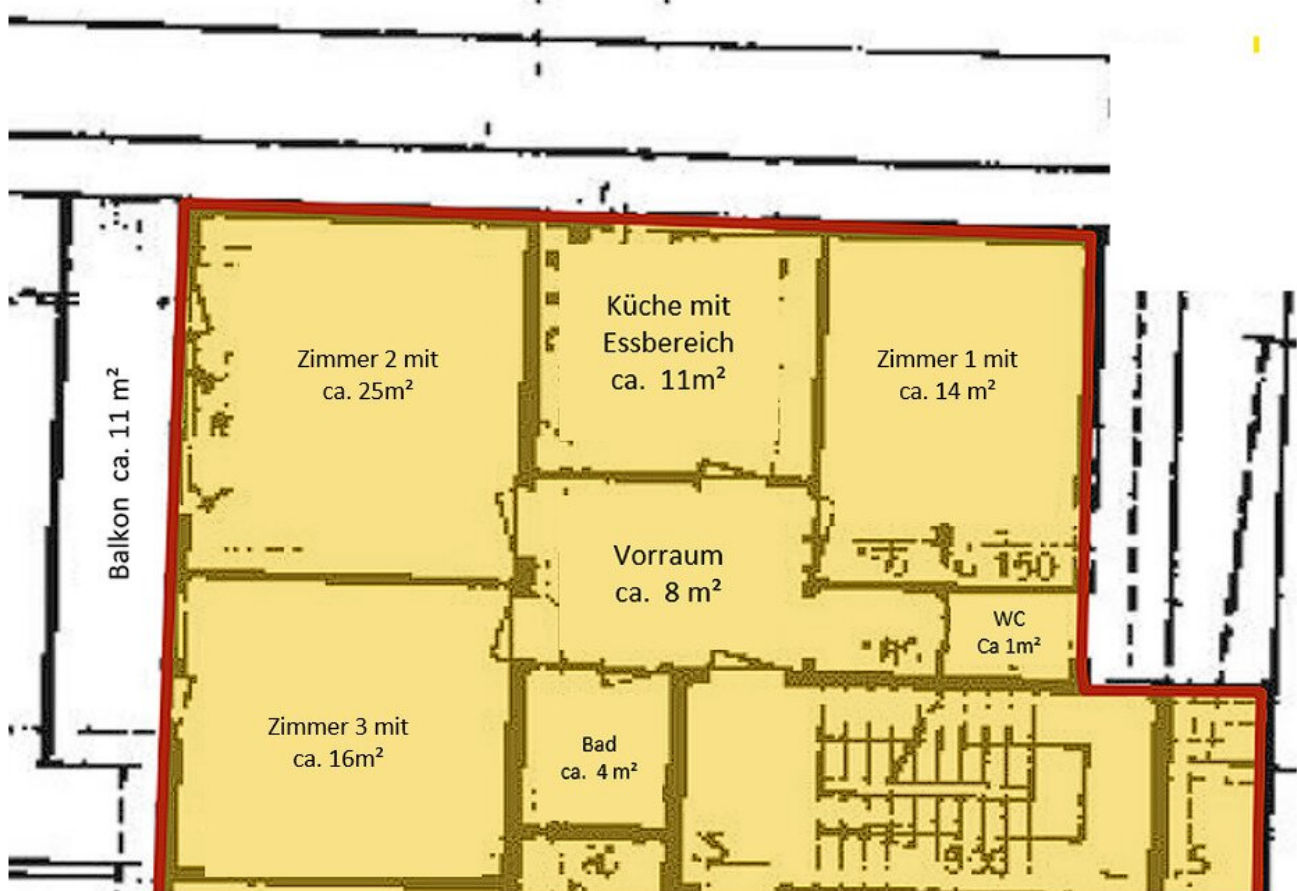 Küche mit
Essbereich
ca. 11m²
Zimmer 2 mit
ca. 25m²
Zimmer 1 mit
ca. 14 m²
Balkon ca. 11 m²
Vorraum
ca. 8 m²
150
WC
Ca 1m²
Zimmer 3 mit
ca. 16m²
Bad
ca. 4 m²